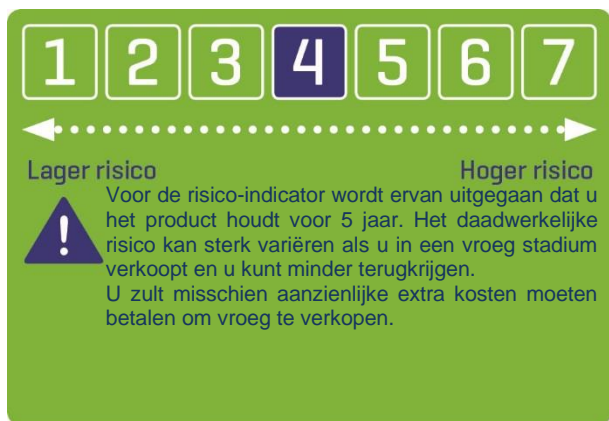 1 2 3 4 5 6 7
Lager risico Hoger risico
Voor de risico-indicator wordt ervan uitgegaan dat u
het product houdt voor 5 jaar. Het daadwerkelijke
risico kan sterk variëren als u in een vroeg stadium
verkoopt en u kunt minder terugkrijgen.
U zult misschien aanzienlijke extra kosten moeten
betalen om vroeg te verkopen.